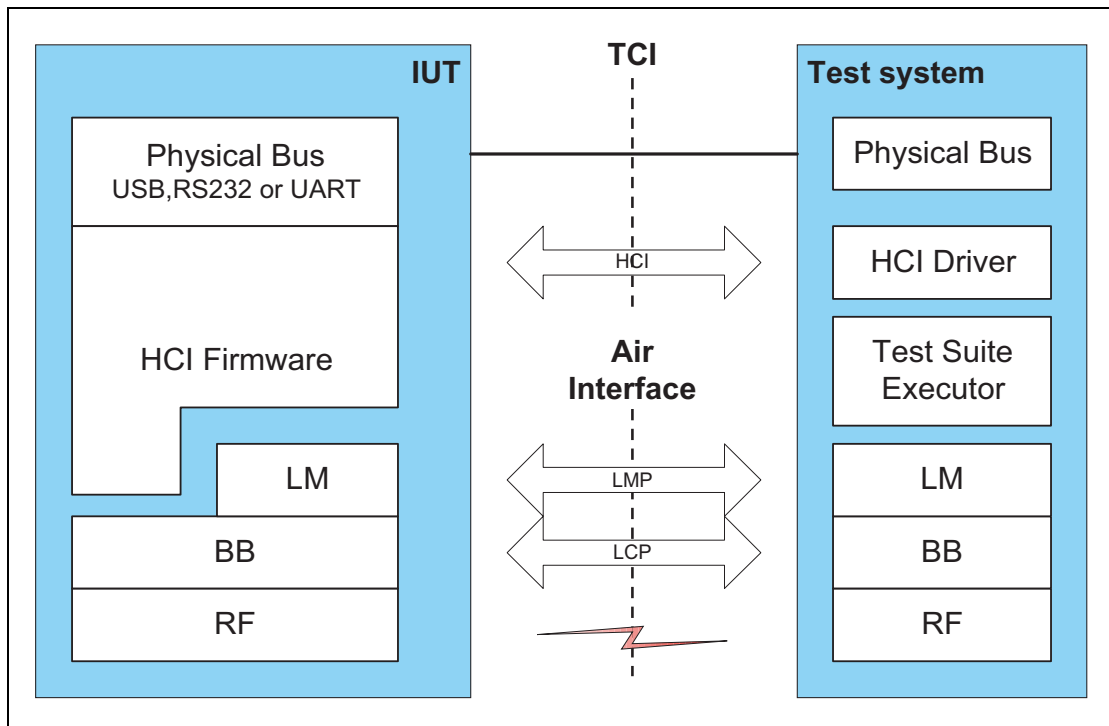 IUT
Physical Bus
USB,RS232 or UART
HCI Firmware
LM
BB
RF
TCI
HCI
Air
Interface
LMP
LCP
Test system
Physical Bus
HCI Driver
Test Suite
Executor
LM
BB
RF